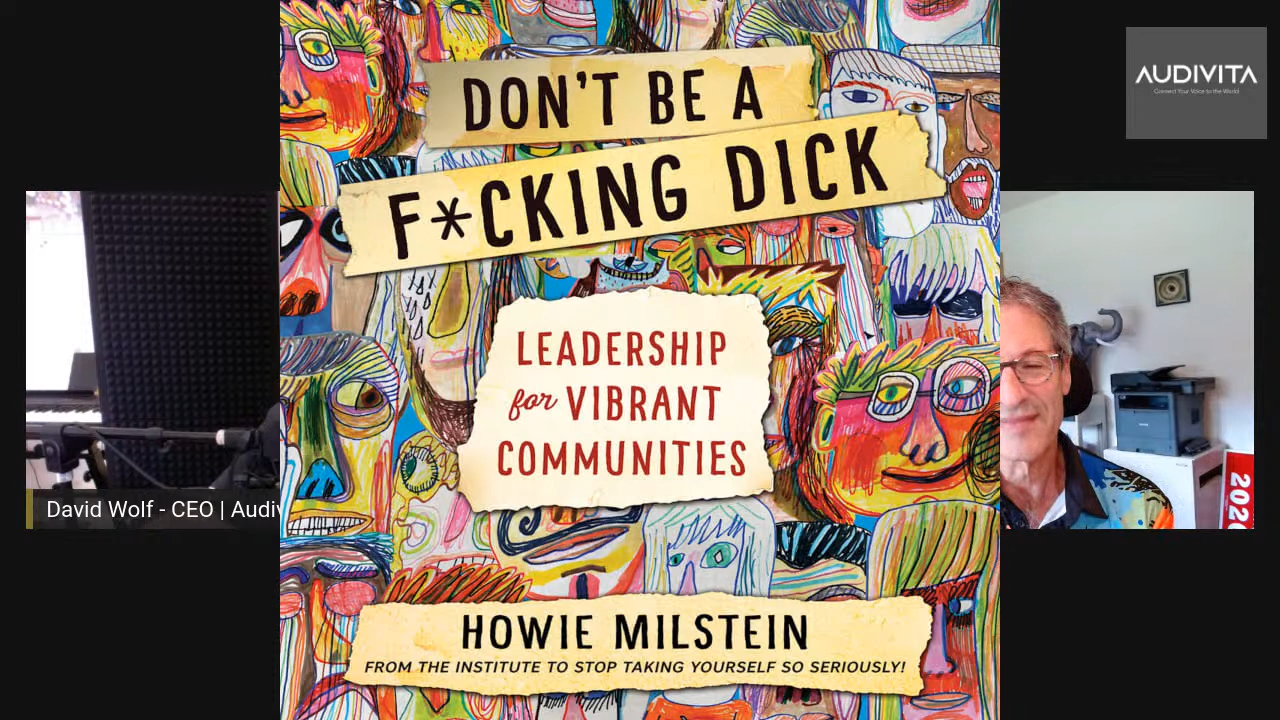 DON'T BE A
F*CKING DICK
LEADERSHIP
for VIBRANT
COMMUNITIES
HOWIE MILSTEIN
FROM THE INSTITUTE TO STOP TAKING YOURSELF SO SERIOUSLY!
AUDIVITA
Connect Your Voice to the World
David Wolf - CEO | Audiv
202